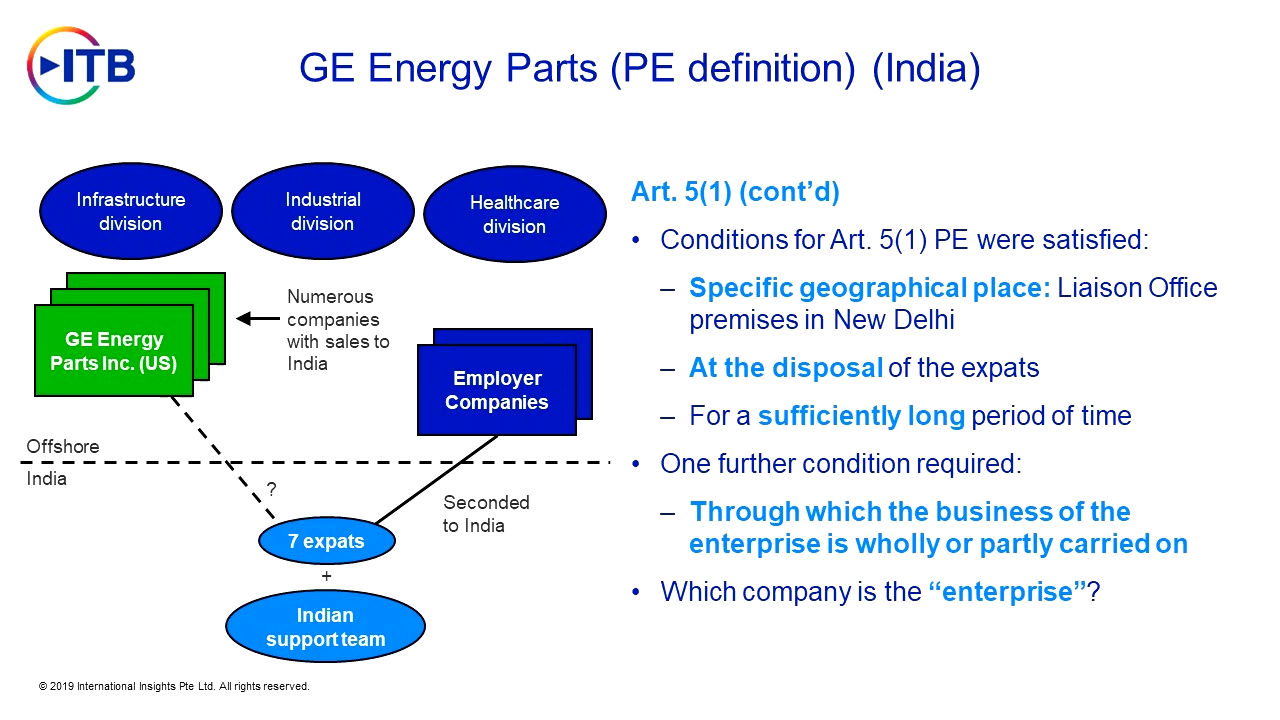 ITB
GE Energy Parts (PE definition) (India)
Infrastructure
division
Industrial
division
Healthcare
division
GE Energy
Parts Inc. (US)
Numerous
companies
with sales to
India
Employer
Companies
Offshore
India
?
Seconded
to India
7 expats
+
Indian
support team
Art. 5(1) (cont’d)
• Conditions for Art. 5(1) PE were satisfied:
– Specific geographical place: Liaison Office
premises in New Delhi
– At the disposal of the expats
– For a sufficiently long period of time
• One further condition required:
– Through which the business of the
enterprise is wholly or partly carried on
• Which company is the “enterprise”?
© 2019 International Insights Pte Ltd. All rights reserved.